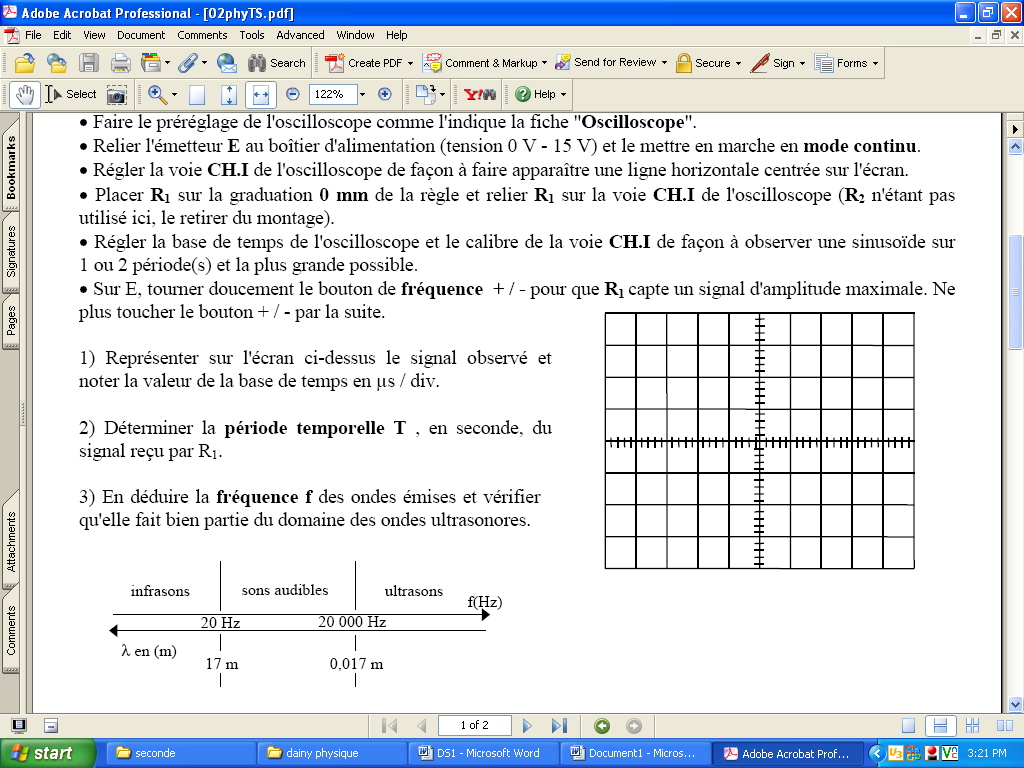 Adobe Acrobat Professional - [02phyTS.pdf]
File Edit View Document Comments Tools Advanced Window Help
Search Create PDF Comment & Markup Send for Review Secure Sign Forms
Select 122% Y! Help
Bookmarks
Signatures
Pages
Attachments
Comments
• Faire le préréglage de l'oscilloscope comme l'indique la fiche "Oscilloscope".
• Relier l'émetteur E au boîtier d'alimentation (tension 0 V - 15 V) et le mettre en marche en mode continu.
• Régler la voie CH.I de l'oscilloscope de façon à faire apparaître une ligne horizontale centrée sur l'écran.
• Placer R1 sur la graduation 0 mm de la règle et relier R1 sur la voie CH.I de l'oscilloscope (R2 n'étant pas
utilisé ici, le retirer du montage).
• Régler la base de temps de l'oscilloscope et le calibre de la voie CH.I de façon à observer une sinusoïde sur
1 ou 2 période(s) et la plus grande possible.
• Sur E, tourner doucement le bouton de fréquence + / - pour que R1 capte un signal d'amplitude maximale. Ne
plus toucher le bouton + / - par la suite.
1) Représenter sur l'écran ci-dessus le signal observé et
noter la valeur de la base de temps en µs / div.
2) Déterminer la période temporelle T , en seconde, du
signal reçu par R1.
3) En déduire la fréquence f des ondes émises et vérifier
qu'elle fait bien partie du domaine des ondes ultrasonores.
infrasons sons audibles ultrasons
f(Hz)
20 Hz 20 000 Hz
λ en (m)
17 m 0,017 m
1 of 2
start seconde dainy physique DS1 - Microsoft Word Document1 - Micros... Adobe Acrobat Prof... 3:21 PM